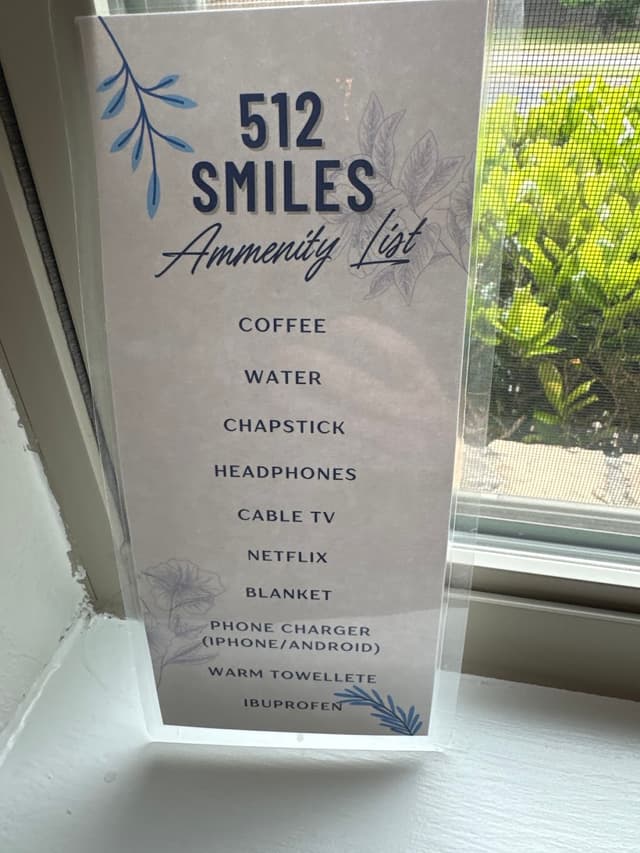 512
SMILES
Ammenity List
COFFEE
WATER
CHAPSTICK
HEADPHONES
CABLE TV
NETFLIX
BLANKET
PHONE CHARGER
(IPHONE/ANDROID)
WARM TOWELLETE
IBUPROFEN